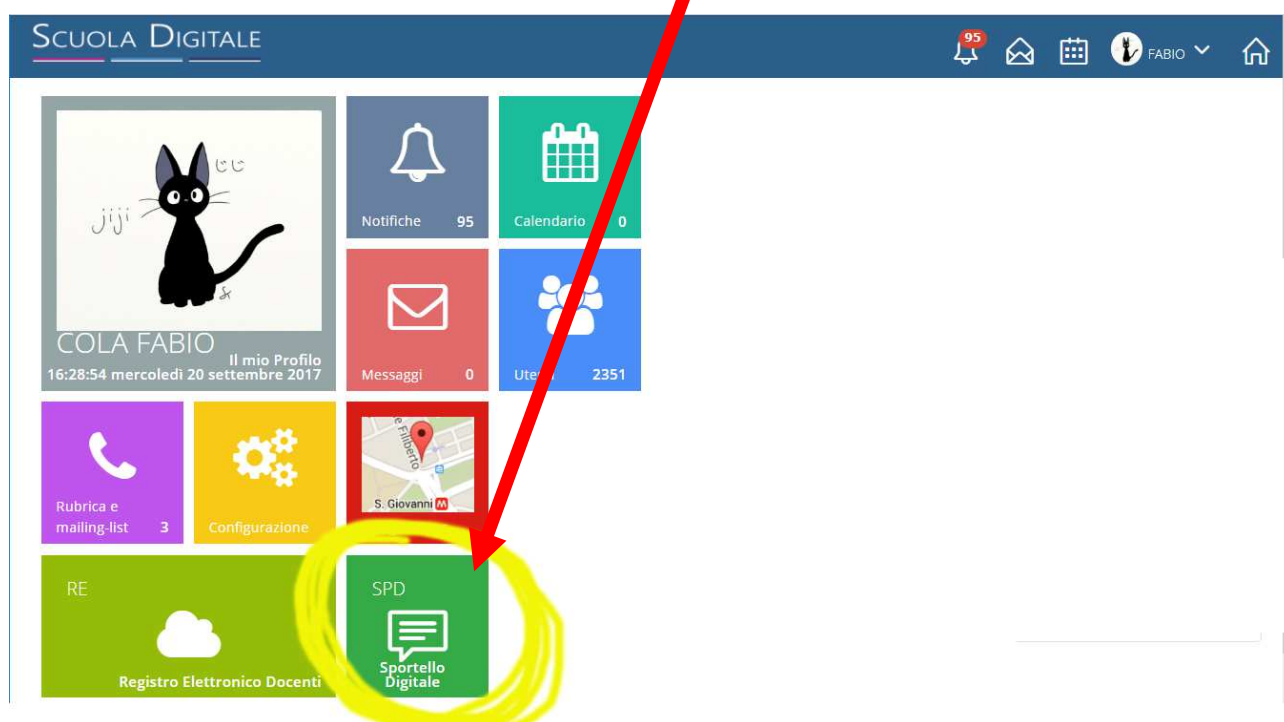 SCUOLA DIGITALE
95
FABIO
jiji
COLA FABIO
Il mio Profilo
16:28:54 mercoledì 20 settembre 2017
Notifiche 95
Calendario 0
Messaggi 0
2351
Rubrica e
mailing-list 3
Configurazione
Filiberto
S. Giovanni M
RE
Registro Elettronico Docenti
SPD
Sportello
Digitale